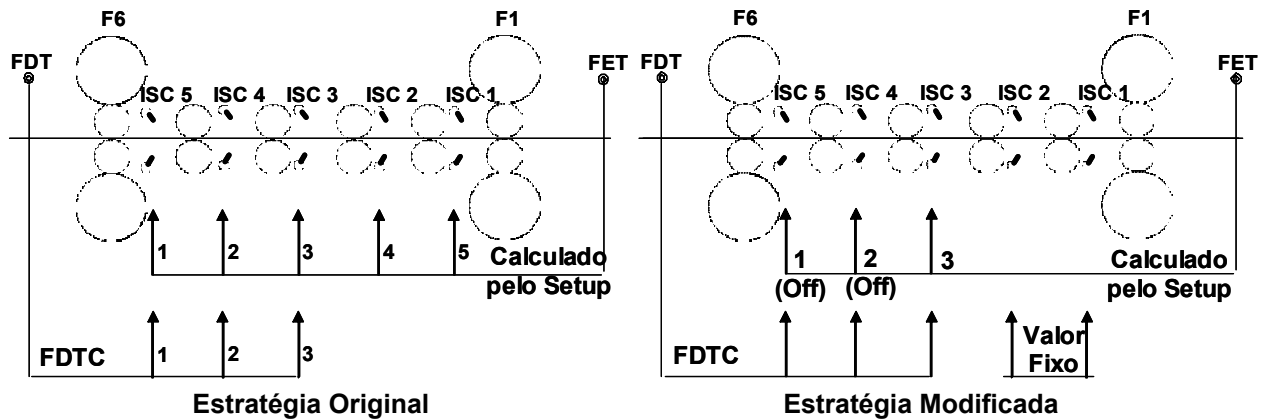 F6 F1
FDT FET
ISC 5 ISC 4 ISC 3 ISC 2 ISC 1
1 2 3 4 5
Calculado
pelo Setup
FDTC 1 2 3
Estratégia Original
F6 F1
FDT FET
ISC 5 ISC 4 ISC 3 ISC 2 ISC 1
1 2 3
(Off) (Off)
Calculado
pelo Setup
FDTC
Valor
Fixo
Estratégia Modificada